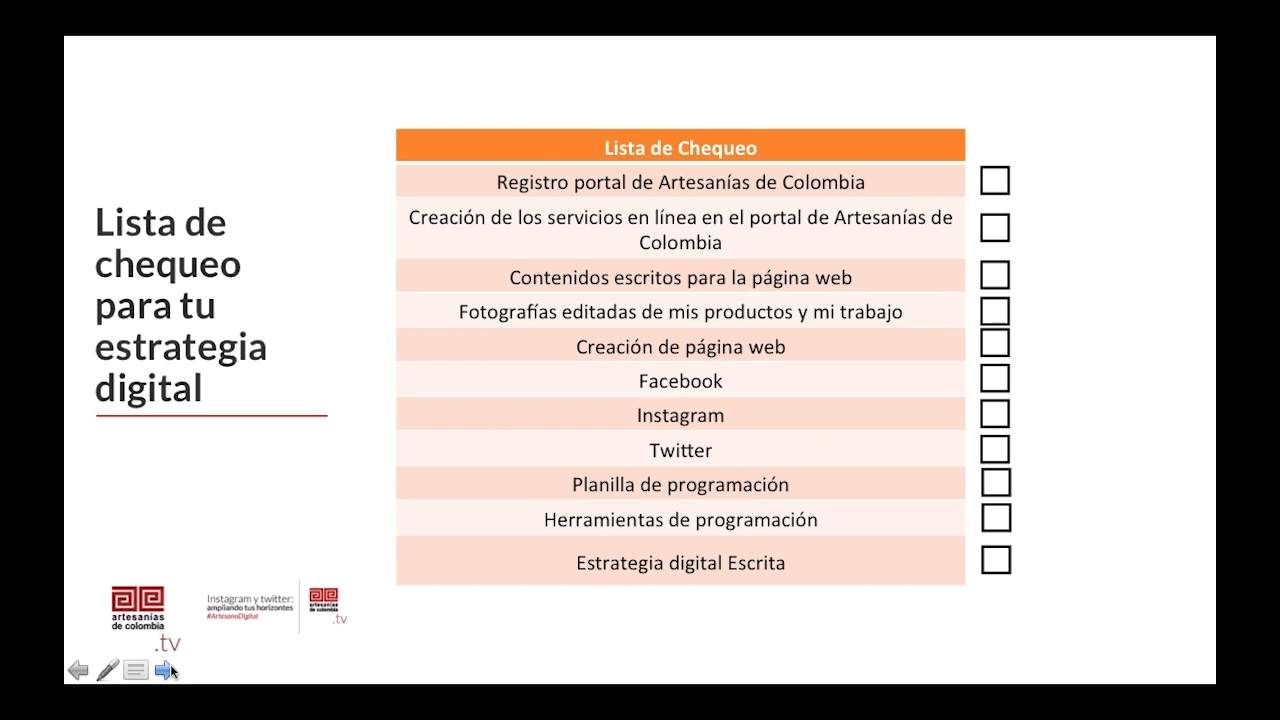 Lista de
chequeo
para tu
estrategia
digital
Lista de Chequeo
Registro portal de Artesanías de Colombia
Creación de los servicios en línea en el portal de Artesanías de
Colombia
Contenidos escritos para la página web
Fotografías editadas de mis productos y mi trabajo
Creación de página web
Facebook
Instagram
Twitter
Planilla de programación
Herramientas de programación
Estrategia digital Escrita
artesanías
de colombia
.tv
Instagram y twitter:
ampliando tus horizontes
#ArtesanoDigital
artesanías
de colombia
.tv